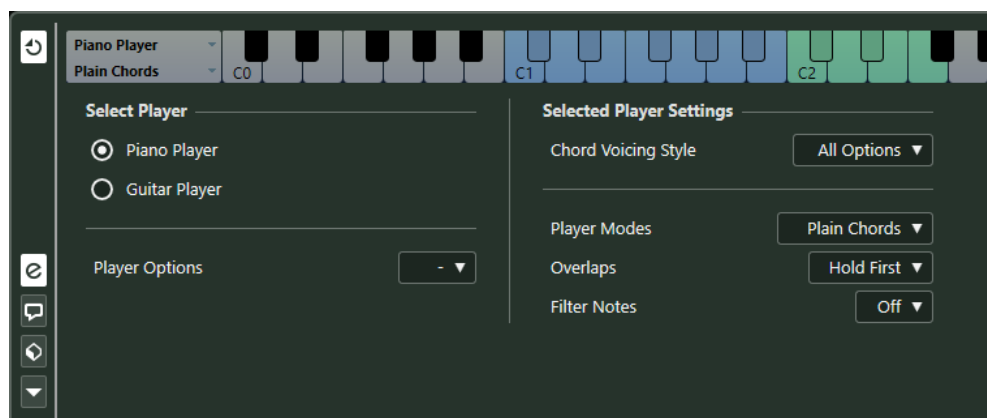 Piano Player
Plain Chords
C0
C1
C2
Select Player
Piano Player
Guitar Player
Player Options
-
Selected Player Settings
Chord Voicing Style
All Options
Player Modes
Plain Chords
Overlaps
Hold First
Filter Notes
Off